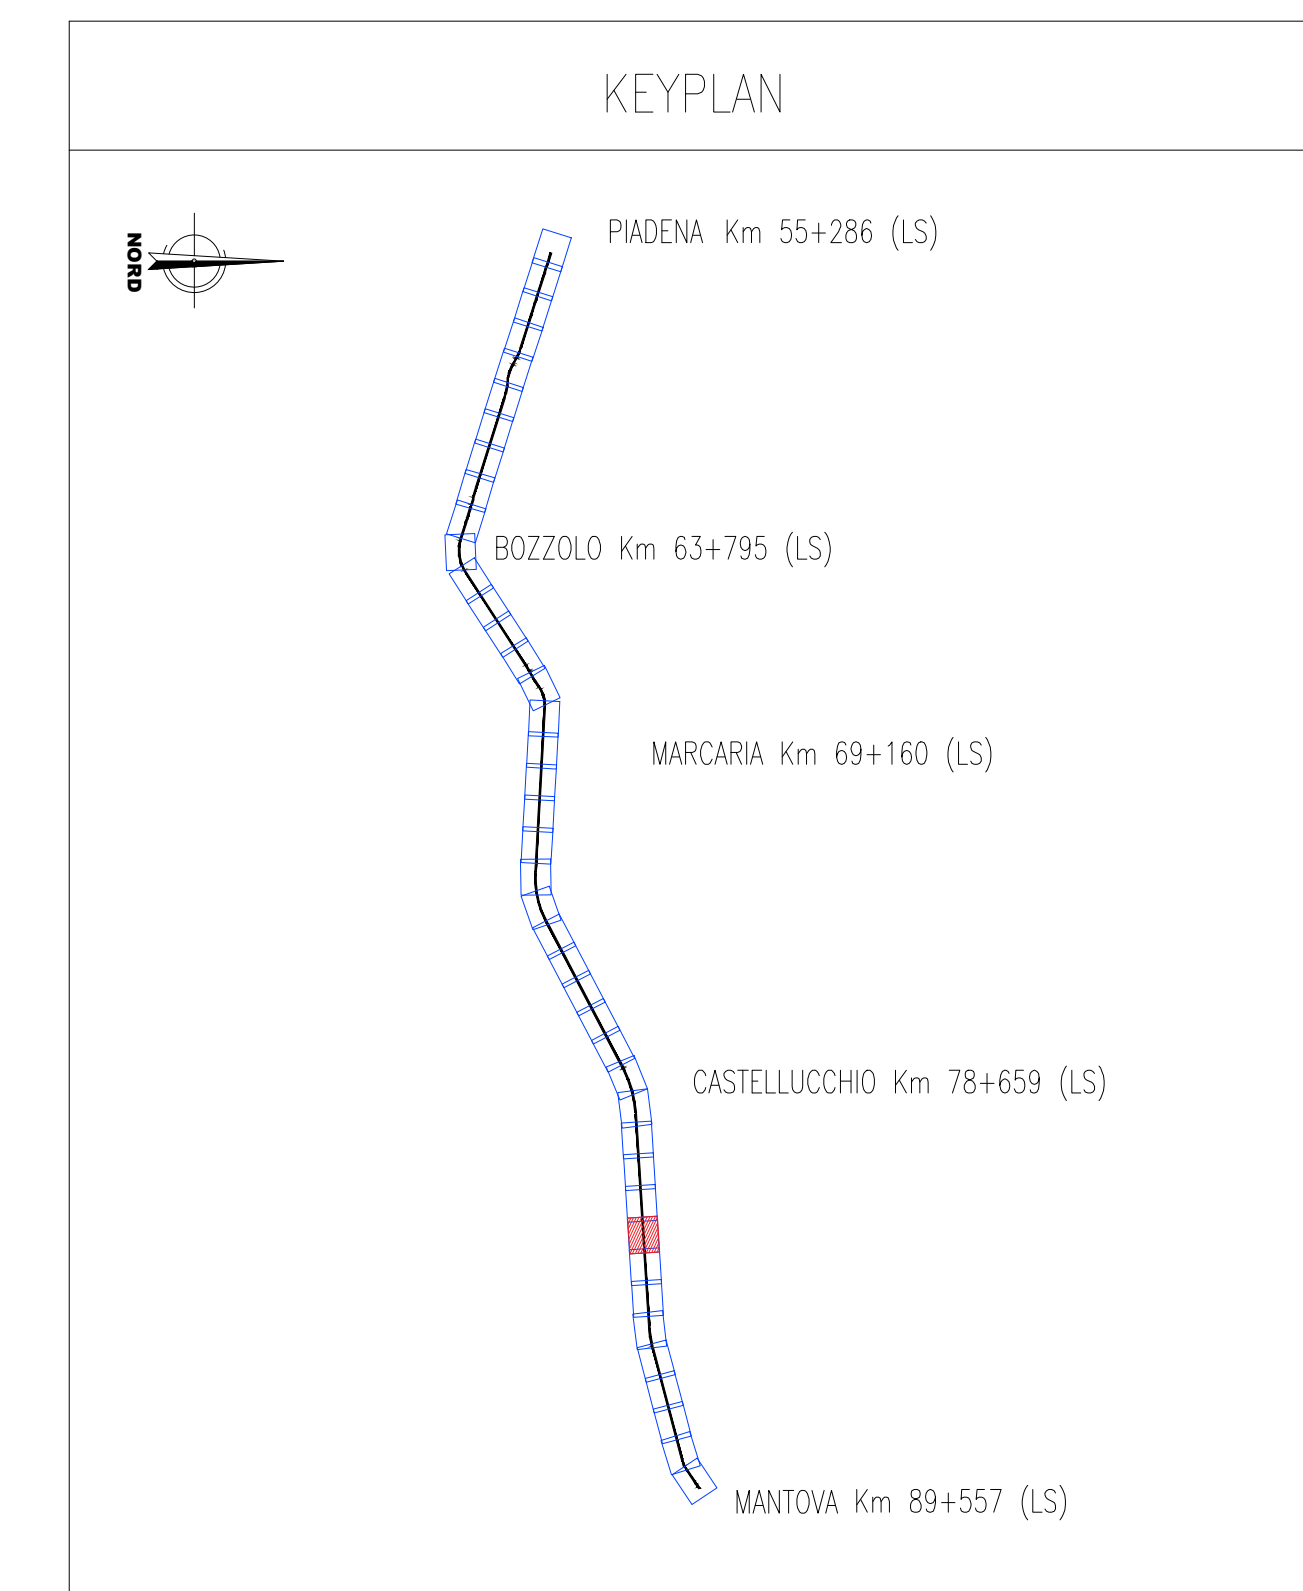 KEYPLAN
NORD
PIADENA Km 55+286 (LS)
BOZZOLO Km 63+795 (LS)
MARCARIA Km 69+160 (LS)
CASTELLUCCHIO Km 78+659 (LS)
MANTOVA Km 89+557 (LS)